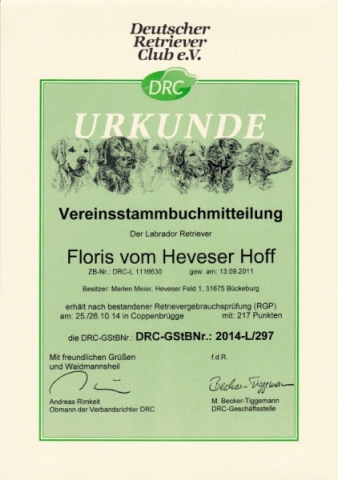 Deutscher
Retriever
Club e.V.
DRC
URKUNDE
Vereinsstammbuchmitteilung
Der Labrador Retriever
Floris vom Heveser Hoff
ZB-Nr.: DRC-L 1116630 gew. am: 13.09.2011
Besitzer: Marlen Meier, Heveser Feld 1, 31675 Bückeburg
erhält nach bestandener Retrievergebrauchsprüfung (RGP)
am: 25./26.10.14 in Coppenbrügge mit: 217 Punkten
die DRC-GStBNr.: DRC-GStBNr.: 2014-L/297
Mit freundlichen Grüßen f.d.R.
und Waidmannsheil
Becker-Tiggemann
Andreas Rimkeit M. Becker-Tiggemann
Obmann der Verbandsrichter DRC DRC-Geschäftsstelle